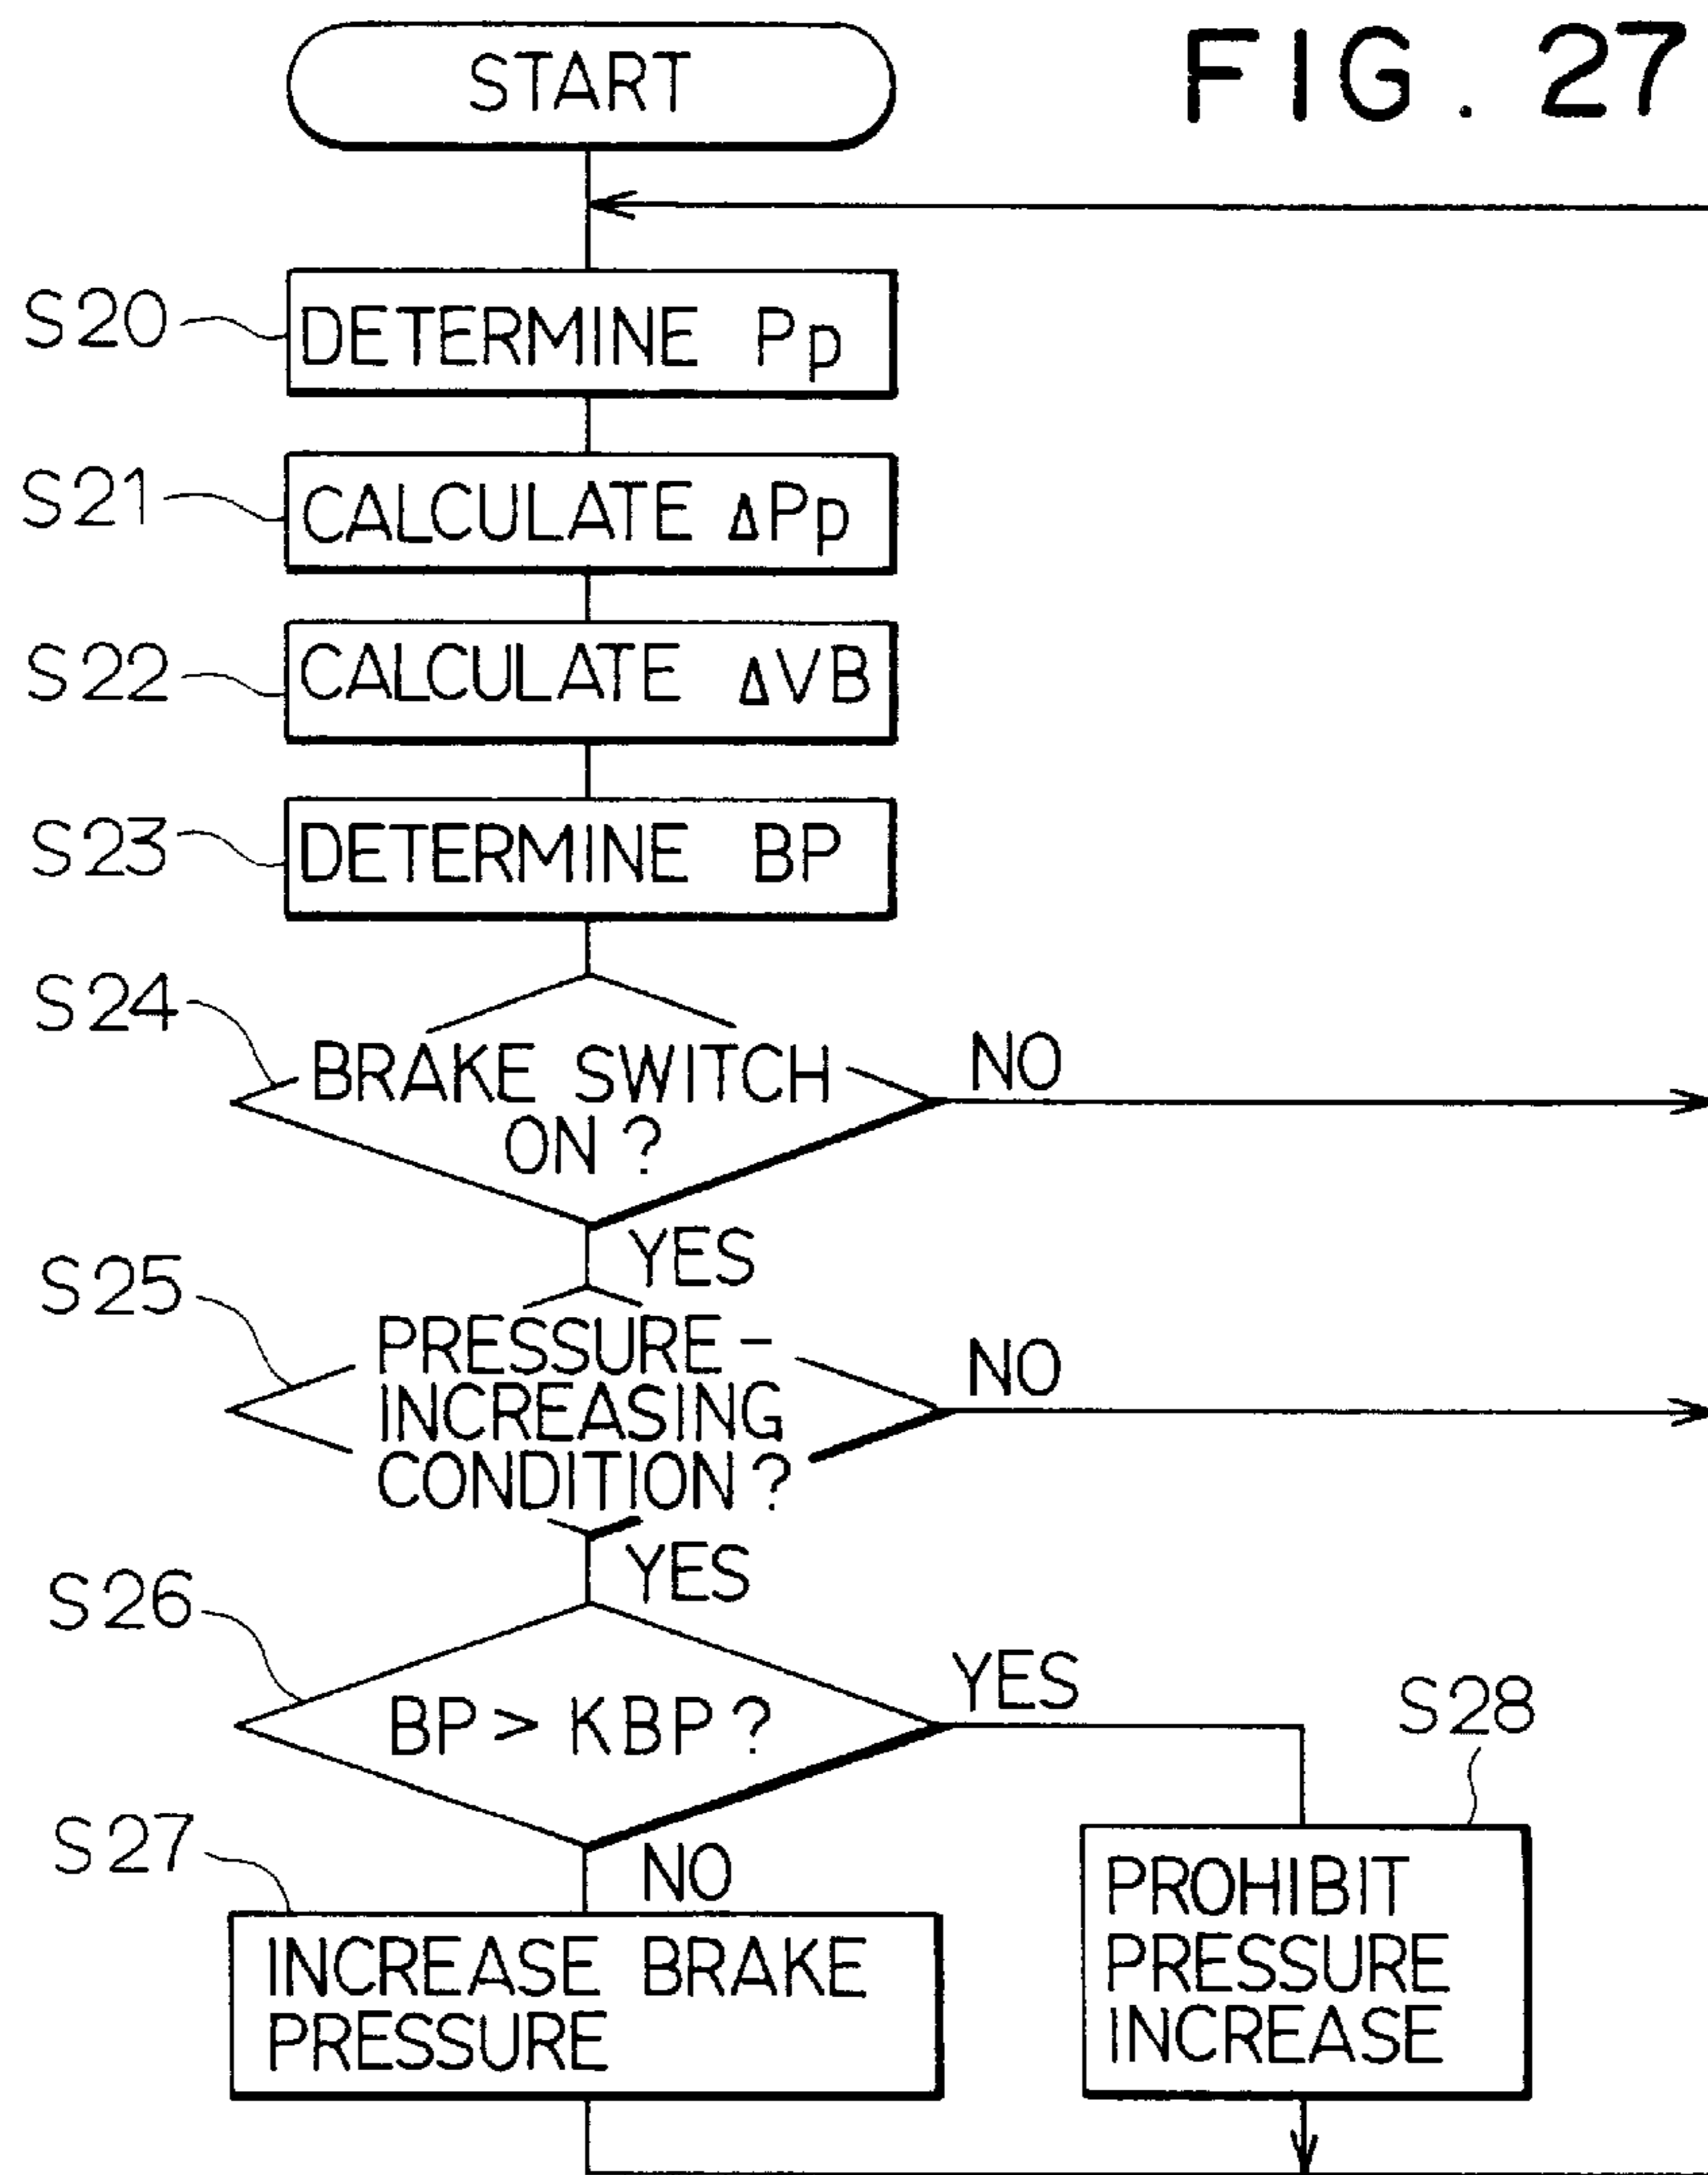 FIG. 27
START
S20
DETERMINE Pp
S21
CALCULATE ΔPp
S22
CALCULATE ΔVB
S23
DETERMINE BP
S24
BRAKE SWITCH
ON?
NO
YES
S25
PRESSURE-
INCREASING
CONDITION?
NO
YES
S26
BP > KBP?
YES
S28
NO
S27
INCREASE BRAKE
PRESSURE
PROHIBIT
PRESSURE
INCREASE